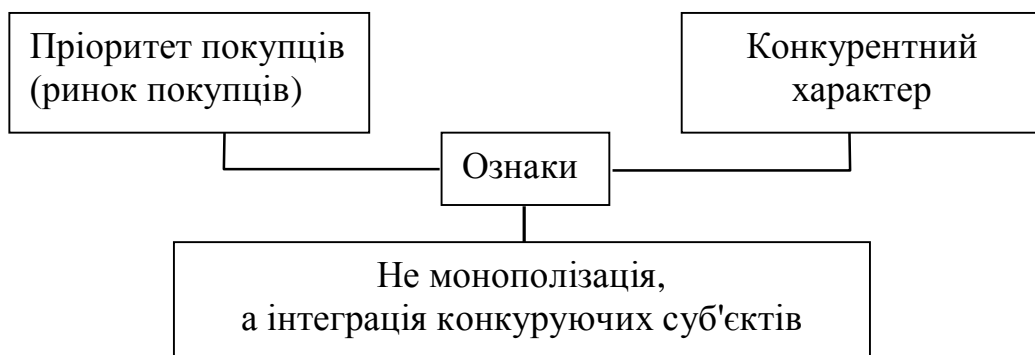 Пріоритет покупців
(ринок покупців)
Конкурентний
характер
Ознаки
Не монополізація,
а інтеграція конкуруючих суб'єктів